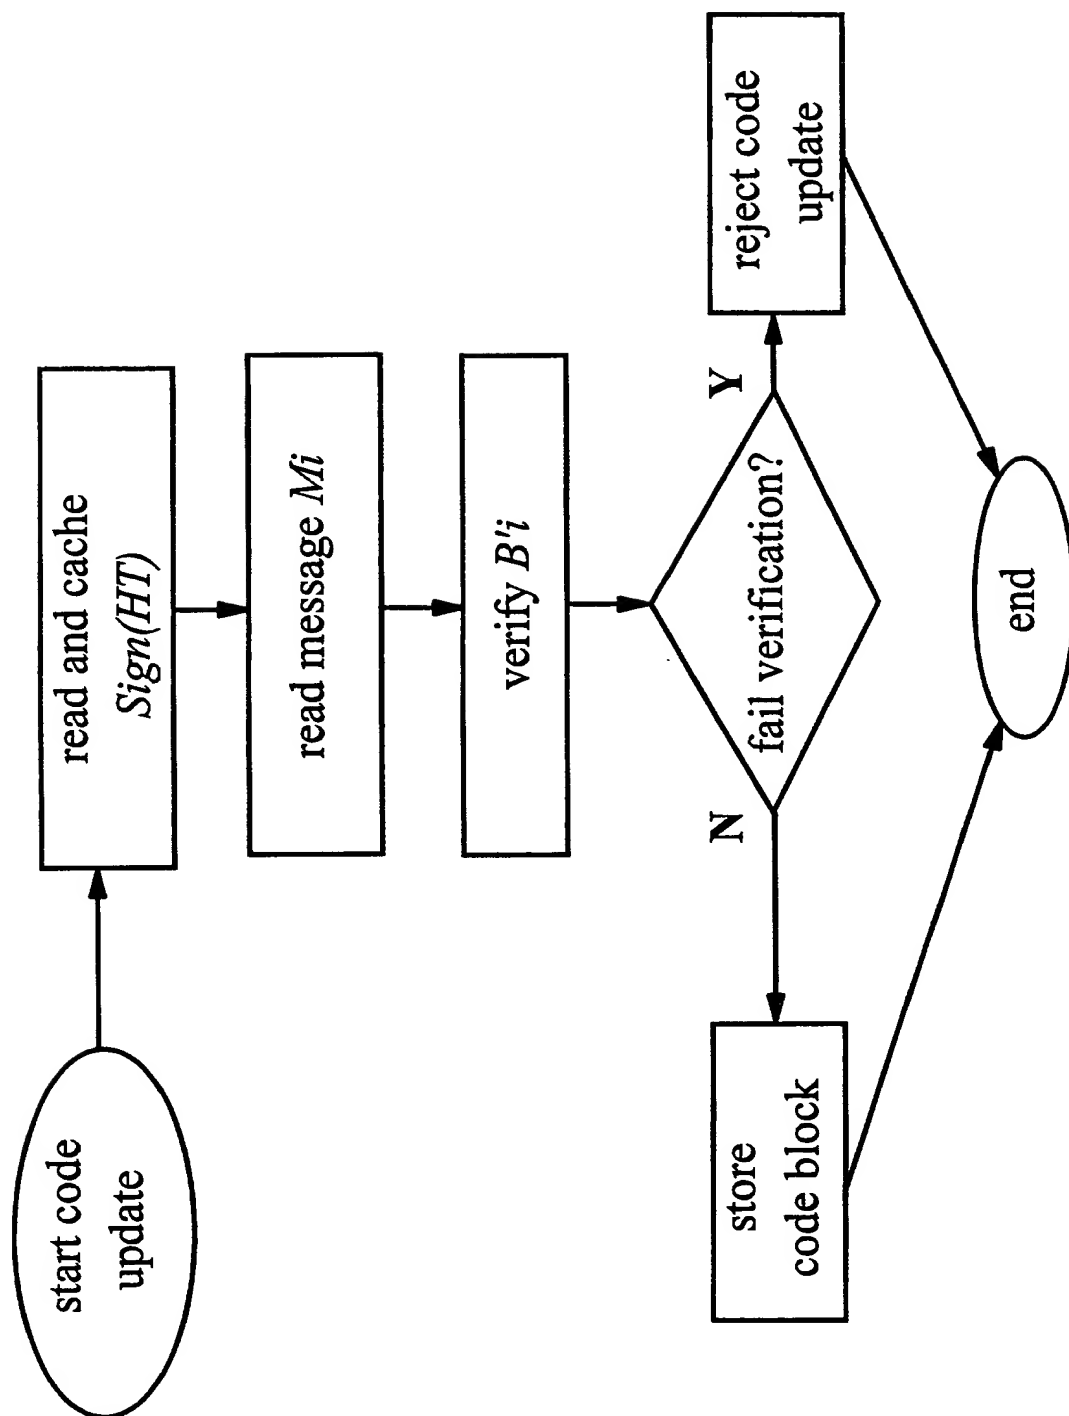 start code
update
read and cache
Sign(HT)
read message Mi
verify B'i
fail verification?
N
Y
store
code block
reject code
update
end